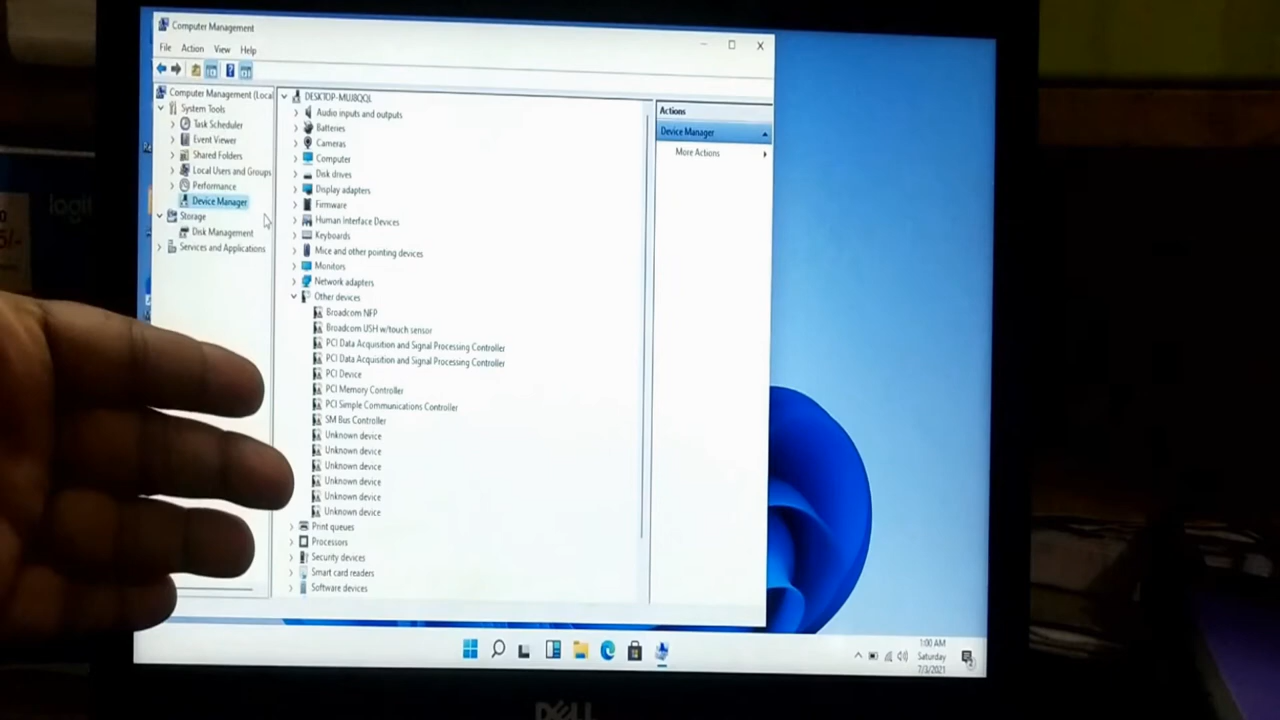 Computer Management
File Action View Help
Computer Management (Local
System Tools
Task Scheduler
Event Viewer
Shared Folders
Local Users and Groups
Performance
Device Manager
Storage
Disk Management
Services and Applications
Audio inputs and outputs
Batteries
Cameras
Computer
Disk drives
Display adapters
Firmware
Human Interface Devices
Keyboards
Mice and other pointing devices
Monitors
Network adapters
Other devices
Broadcom NFP
Broadcom USH w/touch sensor
PCI Data Acquisition and Signal Processing Controller
PCI Data Acquisition and Signal Processing Controller
PCI Device
PCI Memory Controller
PCI Simple Communications Controller
SM Bus Controller
Unknown device
Unknown device
Unknown device
Unknown device
Unknown device
Unknown device
Print queues
Processors
Security devices
Smart card readers
Software devices
Actions
Device Manager
More Actions
1:00 AM
Saturday
7/3/2021
DELL
logit